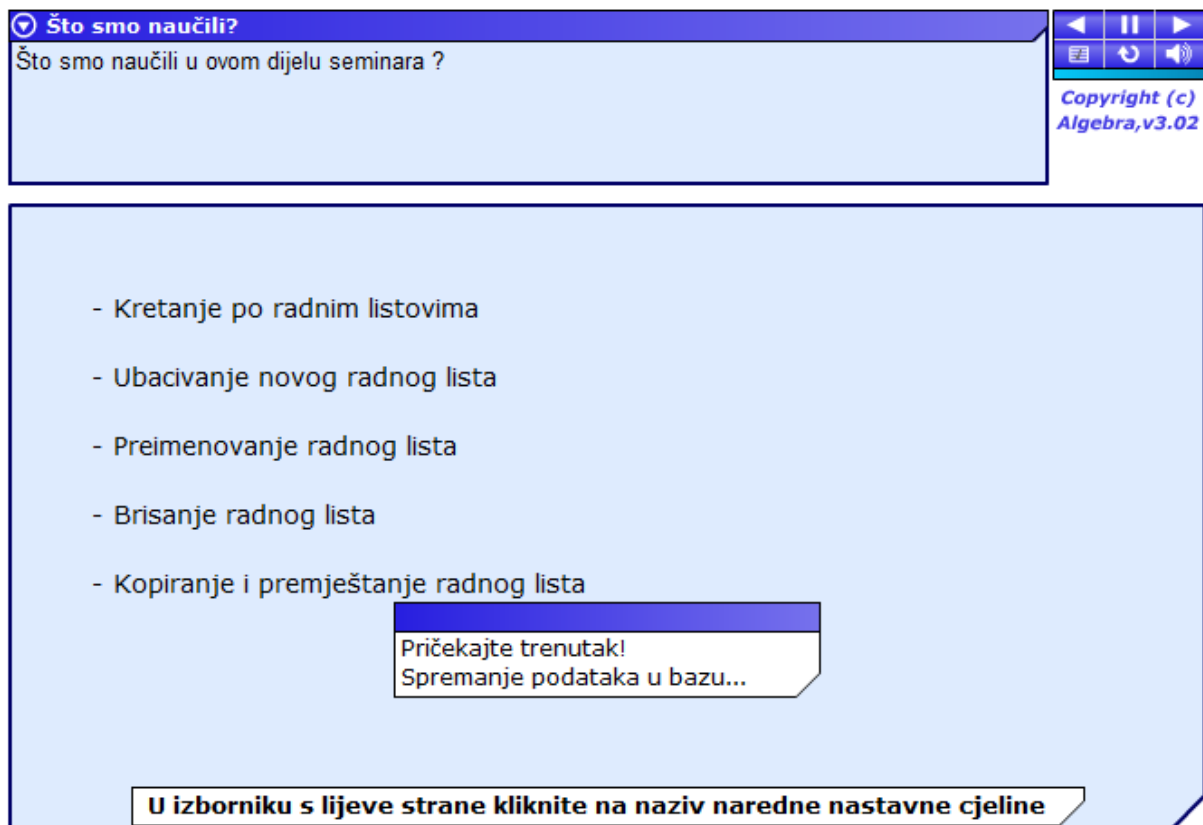 Što smo naučili?
Što smo naučili u ovom dijelu seminara ?
Copyright (c)
Algebra,v3.02
- Kretanje po radnim listovima
- Ubacivanje novog radnog lista
- Preimenovanje radnog lista
- Brisanje radnog lista
- Kopiranje i premještanje radnog lista
Pričekajte trenutak!
Spremanje podataka u bazu...
U izborniku s lijeve strane kliknite na naziv naredne nastavne cjeline